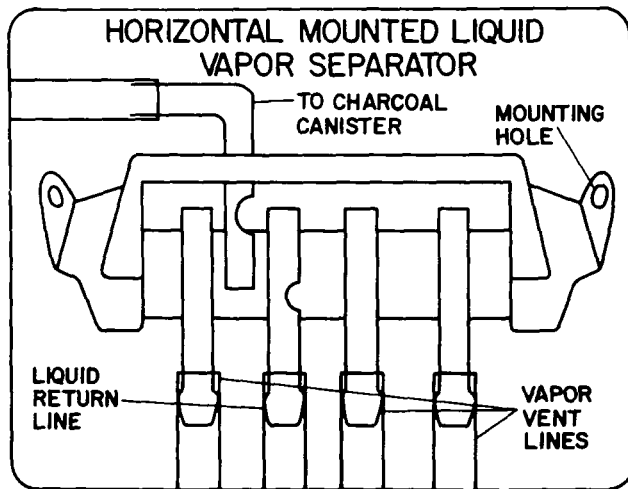 HORIZONTAL MOUNTED LIQUID
VAPOR SEPARATOR
TO CHARCOAL
CANISTER
MOUNTING
HOLE
LIQUID
RETURN
LINE
VAPOR
VENT
LINES